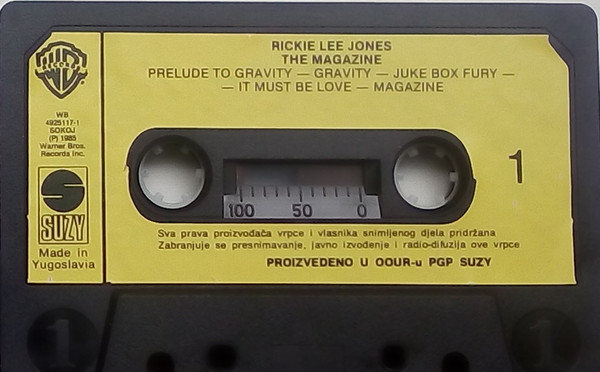 RICKIE LEE JONES
THE MAGAZINE
PRELUDE TO GRAVITY — GRAVITY — JUKE BOX FURY —
— IT MUST BE LOVE — MAGAZINE
RECORDS
WB
4925117-1
SOKOJ
(P) 1985
Warner Bros.
Records Inc.
S
SUZY
Made in
Yugoslavia
1
100 50 0
Sva prava proizvođača vrpce i vlasnika snimljenog djela pridržana
Zabranjuje se presnimavanje, javno izvođenje i radio-difuzija ove vrpce
PROIZVEDENO U OOUR-u PGP SUZY
1 1